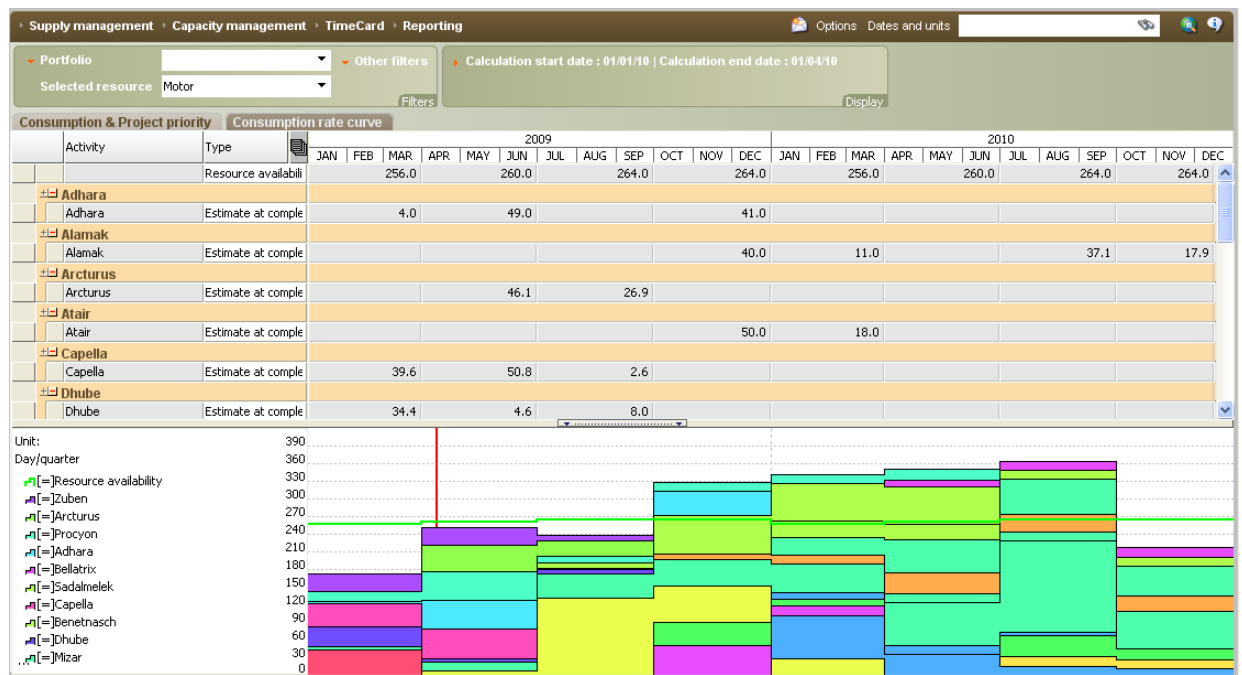 Supply management Capacity management TimeCard Reporting Options Dates and units
Portfolio Other filters Calculation start date : 01/01/10 | Calculation end date : 01/04/10
Selected resource Motor
Filters Display
Consumption & Project priority Consumption rate curve
Activity Type 2009 2010
JAN FEB MAR APR MAY JUN JUL AUG SEP OCT NOV DEC JAN FEB MAR APR MAY JUN JUL AUG SEP OCT NOV DEC
Resource availabili 256.0 260.0 264.0 264.0 256.0 260.0 264.0 264.0
Adhara
Adhara Estimate at comple 4.0 49.0 41.0
Alamak
Alamak Estimate at comple 40.0 11.0 37.1 17.9
Arcturus
Arcturus Estimate at comple 46.1 26.9
Atair
Atair Estimate at comple 50.0 18.0
Capella
Capella Estimate at comple 39.6 50.8 2.6
Dhube
Dhube Estimate at comple 34.4 4.6 8.0
Unit: 390
Day/quarter 360
[=]Resource availability 330
[=]Zuben 300
[=]Arcturus 270
[=]Procyon 240
[=]Adhara 210
[=]Bellatrix 180
[=]Sadalmelek 150
[=]Capella 120
[=]Benetnasch 90
[=]Dhube 60
[=]Mizar 30
0